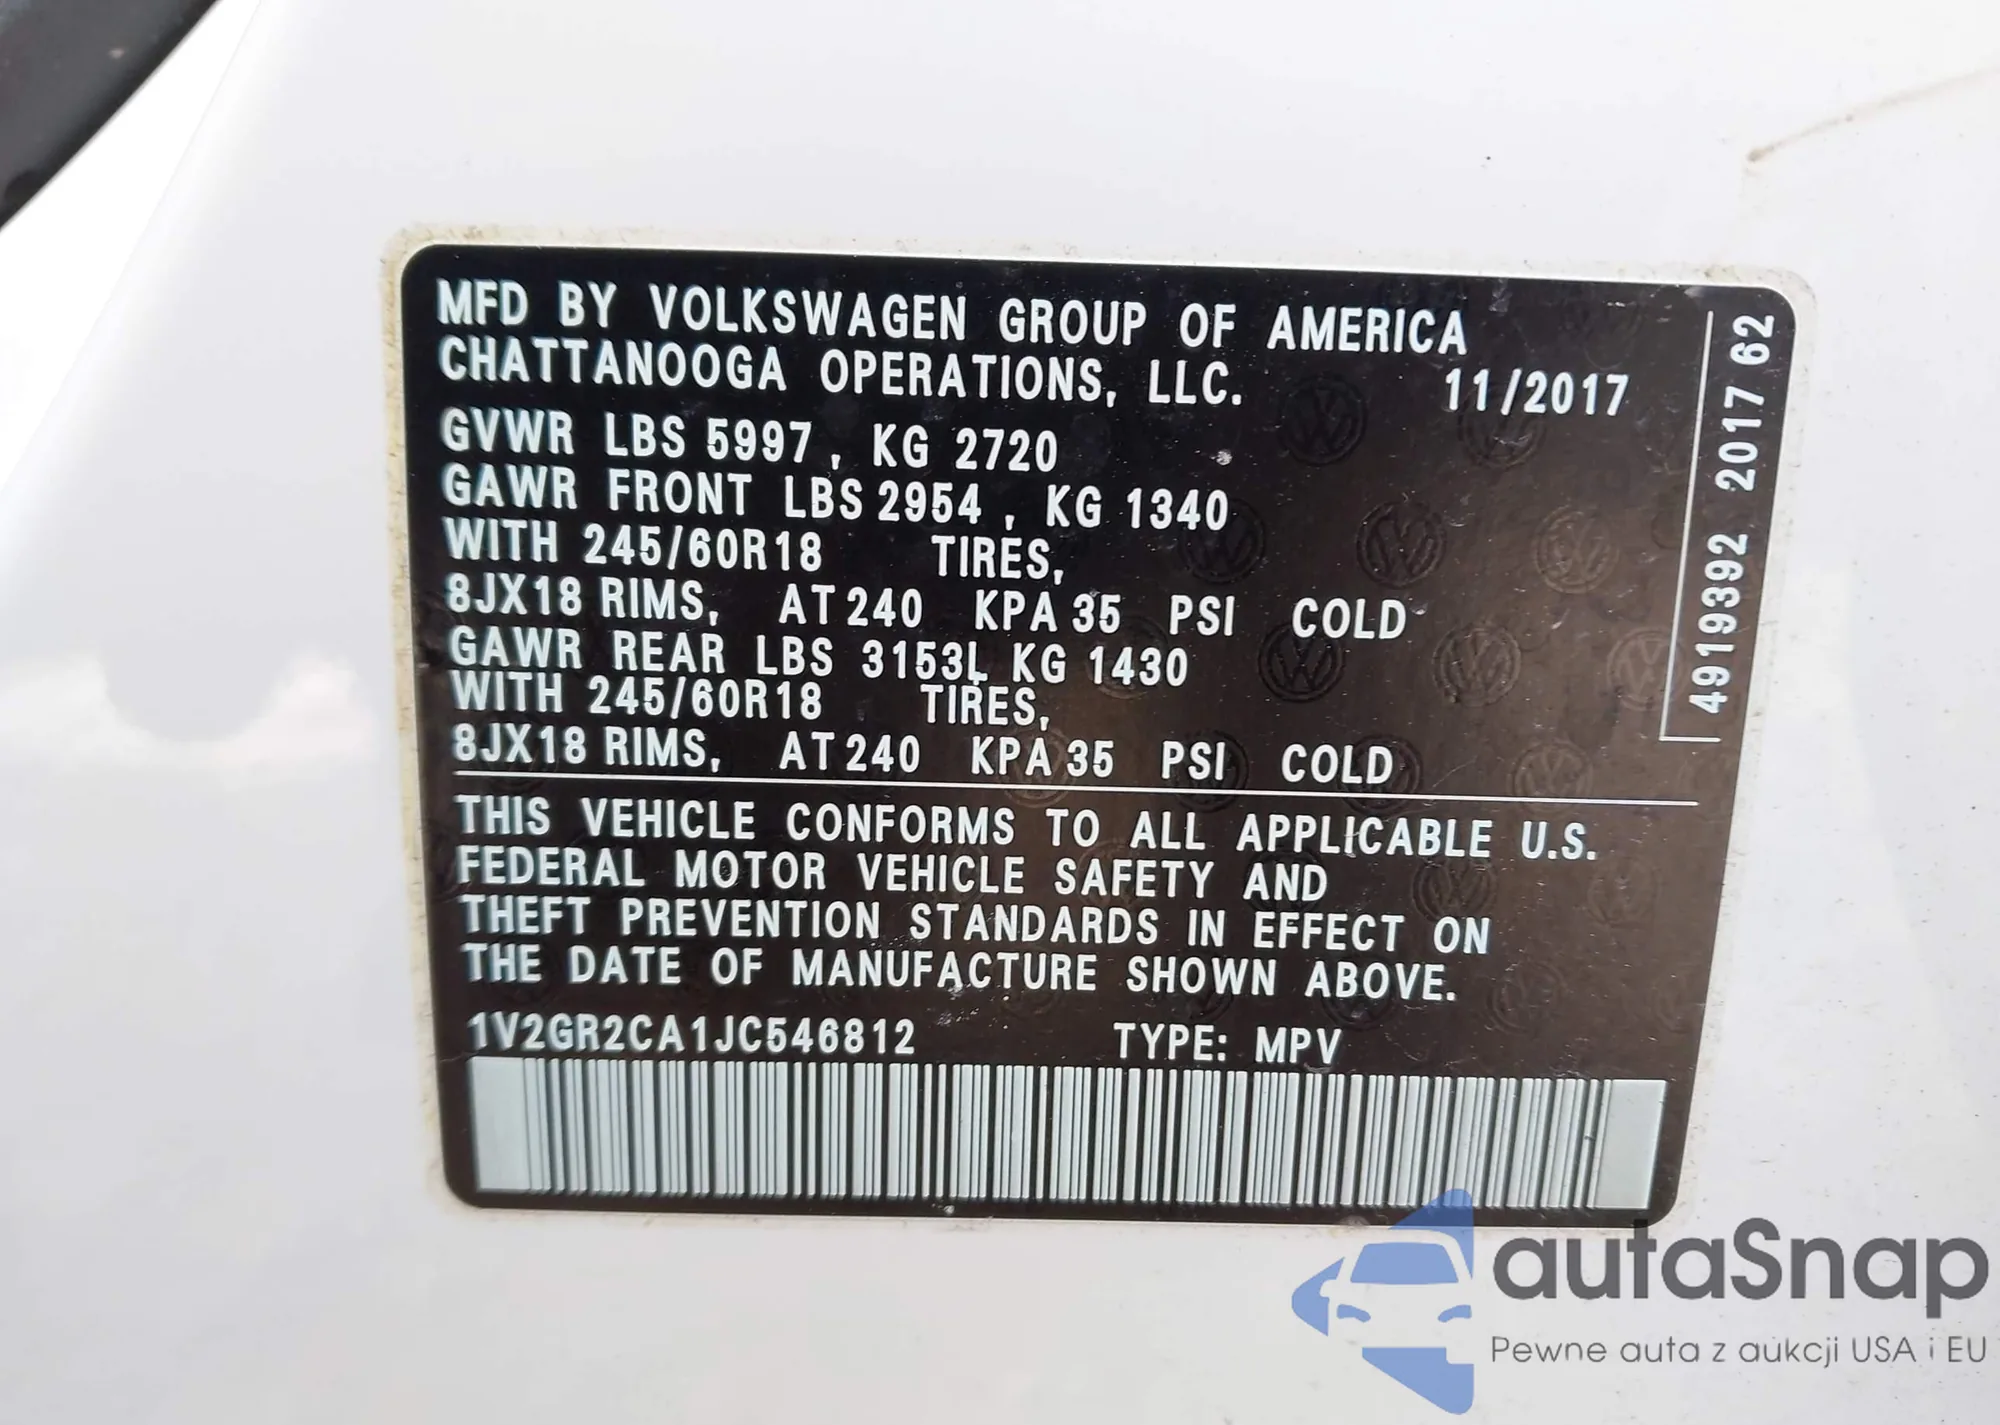 MFD BY VOLKSWAGEN GROUP OF AMERICA
CHATTANOOGA OPERATIONS, LLC. 11/2017
GVWR LBS 5997, KG 2720
GAWR FRONT LBS 2954, KG 1340
WITH 245/60R18 TIRES,
8JX18 RIMS, AT 240 KPA 35 PSI COLD
GAWR REAR LBS 3153L KG 1430
WITH 245/60R18 TIRES,
8JX18 RIMS, AT 240 KPA 35 PSI COLD
THIS VEHICLE CONFORMS TO ALL APPLICABLE U.S.
FEDERAL MOTOR VEHICLE SAFETY AND
THEFT PREVENTION STANDARDS IN EFFECT ON
THE DATE OF MANUFACTURE SHOWN ABOVE.
1V2GR2CA1JC546812 TYPE: MPV
4919392 2017 62
autaSnap
Pewne auta z aukcji USA i EU